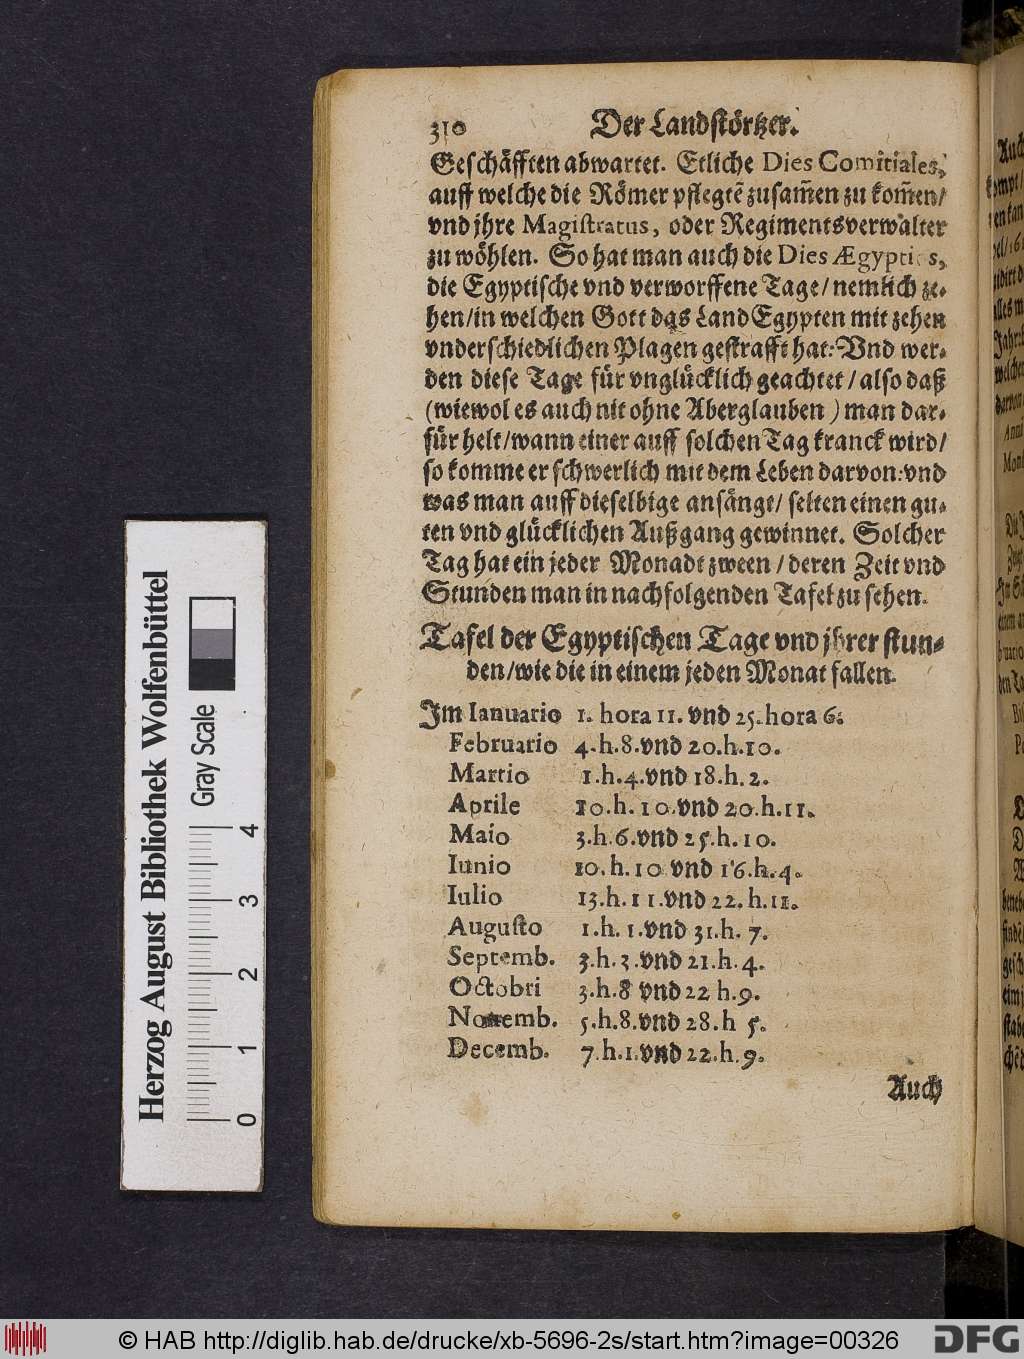 310 Der Landstörtzer.
Geschäfften abwartet. Etliche Dies Comitiales,
auff welche die Römer pflegtẽ zusam̃en zu kom̃en/
vnd jhre Magistratus, oder Regimentsverwalter
zu wöhlen. So hat man auch die Dies Ægyptios,
die Egyptische vnd verworffene Tage/ nemlich ze-
hen/in welchen Gott das Land Egypten mit zehen
vnderschiedlichen Plagen gestrafft hat: Vnd wer-
den diese Tage für vnglücklich geachtet/also daß
(wiewol es auch nit ohne Aberglauben) man dar-
für helt/wann einer auff solchen Tag kranck wird/
so komme er schwerlich mit dem Leben darvon: vnd
was man auff dieselbige anfängt/ selten einen gu-
ten vnd glücklichen Außgang gewinnet. Solcher
Tag hat ein jeder Monadt zween/deren Zeit vnd
Stunden man in nachfolgenden Tafel zu sehen.
Tafel der Egyptischen Tage vnd jhrer stun-
den/wie die in einem jeden Monat fallen.
Im Ianuario 1. hora 11. vnd 25. hora 6.
Februario 4.h.8.vnd 20.h.10.
Martio 1.h.4.vnd 18.h.2.
Aprile 10.h.10.vnd 20.h.11.
Maio 3.h.6.vnd 25.h.10.
Iunio 10.h.10 vnd 16.h.4.
Iulio 13.h.11.vnd 22.h.11.
Augusto 1.h.1.vnd 31.h.7.
Septemb. 3.h.3.vnd 21.h.4.
Octobri 3.h.8 vnd 22 h.9.
Novemb. 5.h.8.vnd 28.h 5.
Decemb. 7.h.1.vnd 22.h.9.
Auch
Herzog August Bibliothek Wolfenbüttel
Gray Scale
0 1 2 3 4
© HAB http://diglib.hab.de/drucke/xb-5696-2s/start.htm?image=00326
DFG